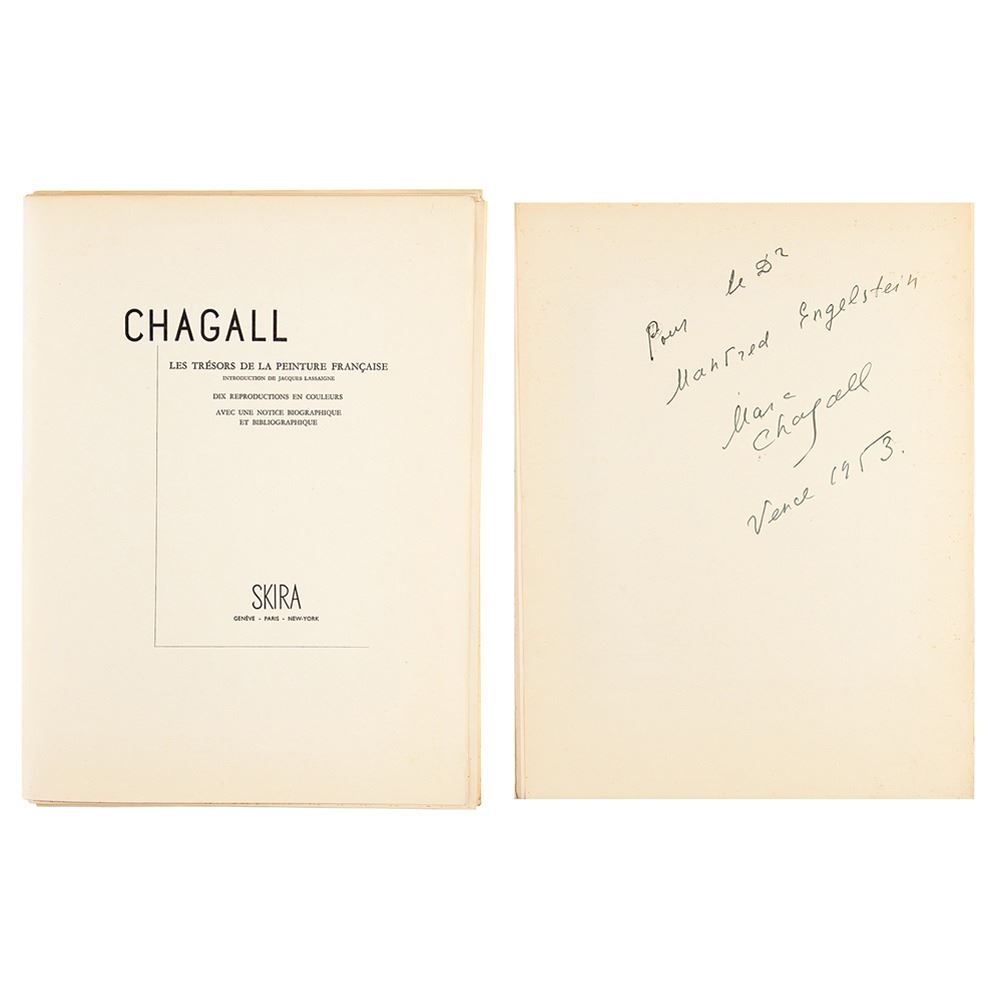 CHAGALL
LES TRÉSORS DE LA PEINTURE FRANÇAISE
INTRODUCTION DE JACQUES LASSAIGNE
DIX REPRODUCTIONS EN COULEURS
AVEC UNE NOTICE BIOGRAPHIQUE
ET BIBLIOGRAPHIQUE
SKIRA
GENÈVE - PARIS - NEW-YORK
Pour le Dr
Manfred Engelstein
Marc
Chagall
Vence 1953.